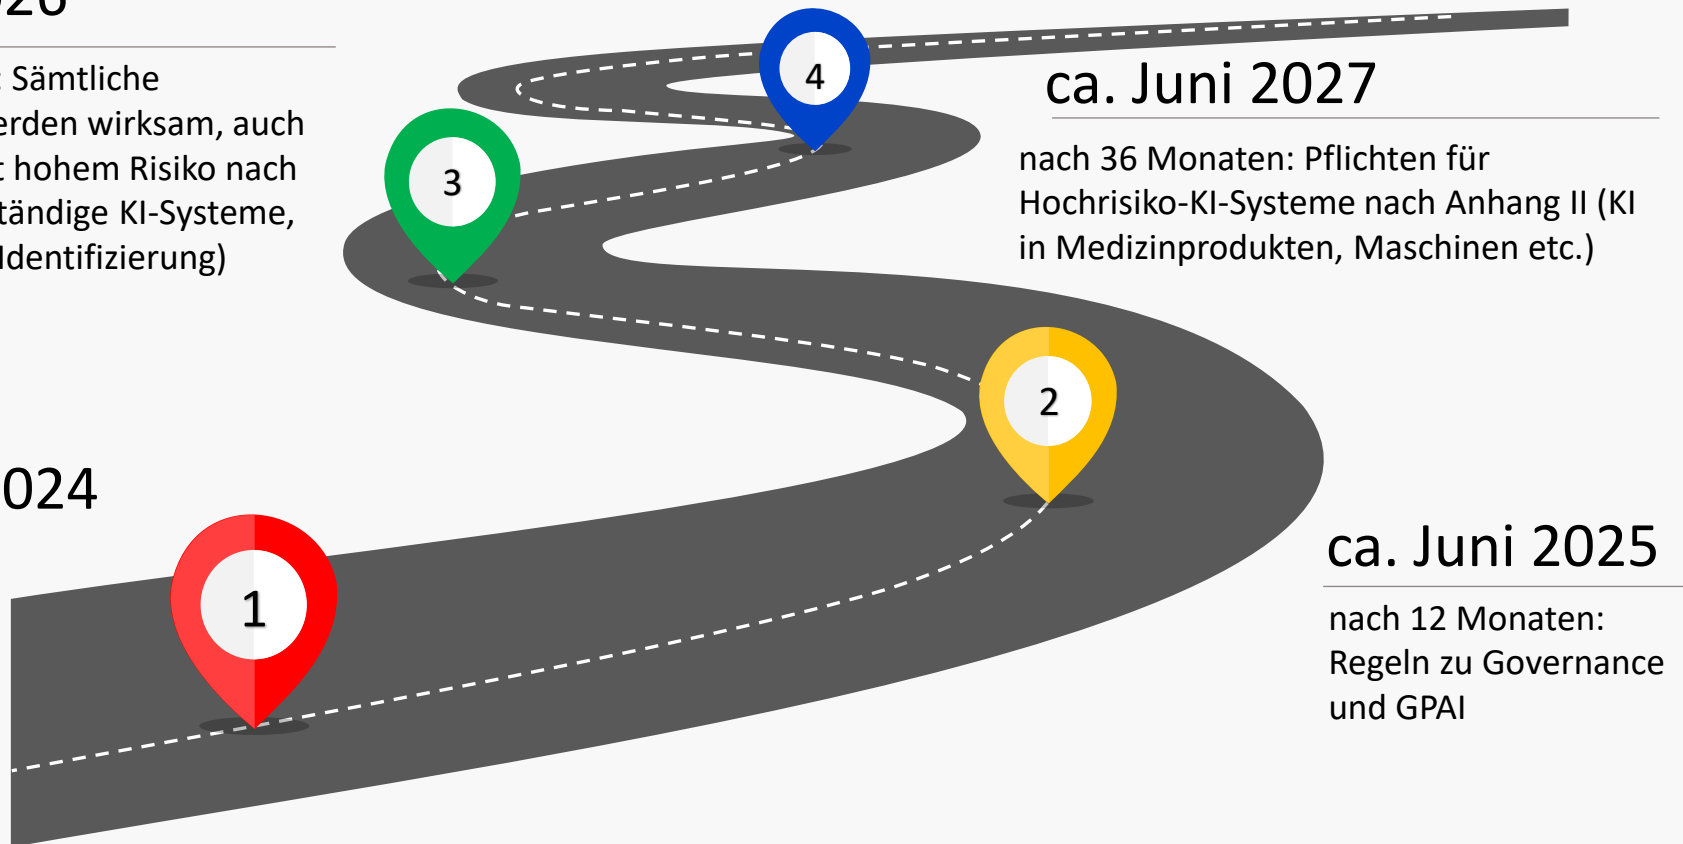 026
: Sämtliche
erden wirksam, auch
t hohem Risiko nach
tändige KI-Systeme,
Identifizierung)
4
ca. Juni 2027
nach 36 Monaten: Pflichten für
Hochrisiko-KI-Systeme nach Anhang II (KI
in Medizinprodukten, Maschinen etc.)
3
2
024
1
ca. Juni 2025
nach 12 Monaten:
Regeln zu Governance
und GPAI